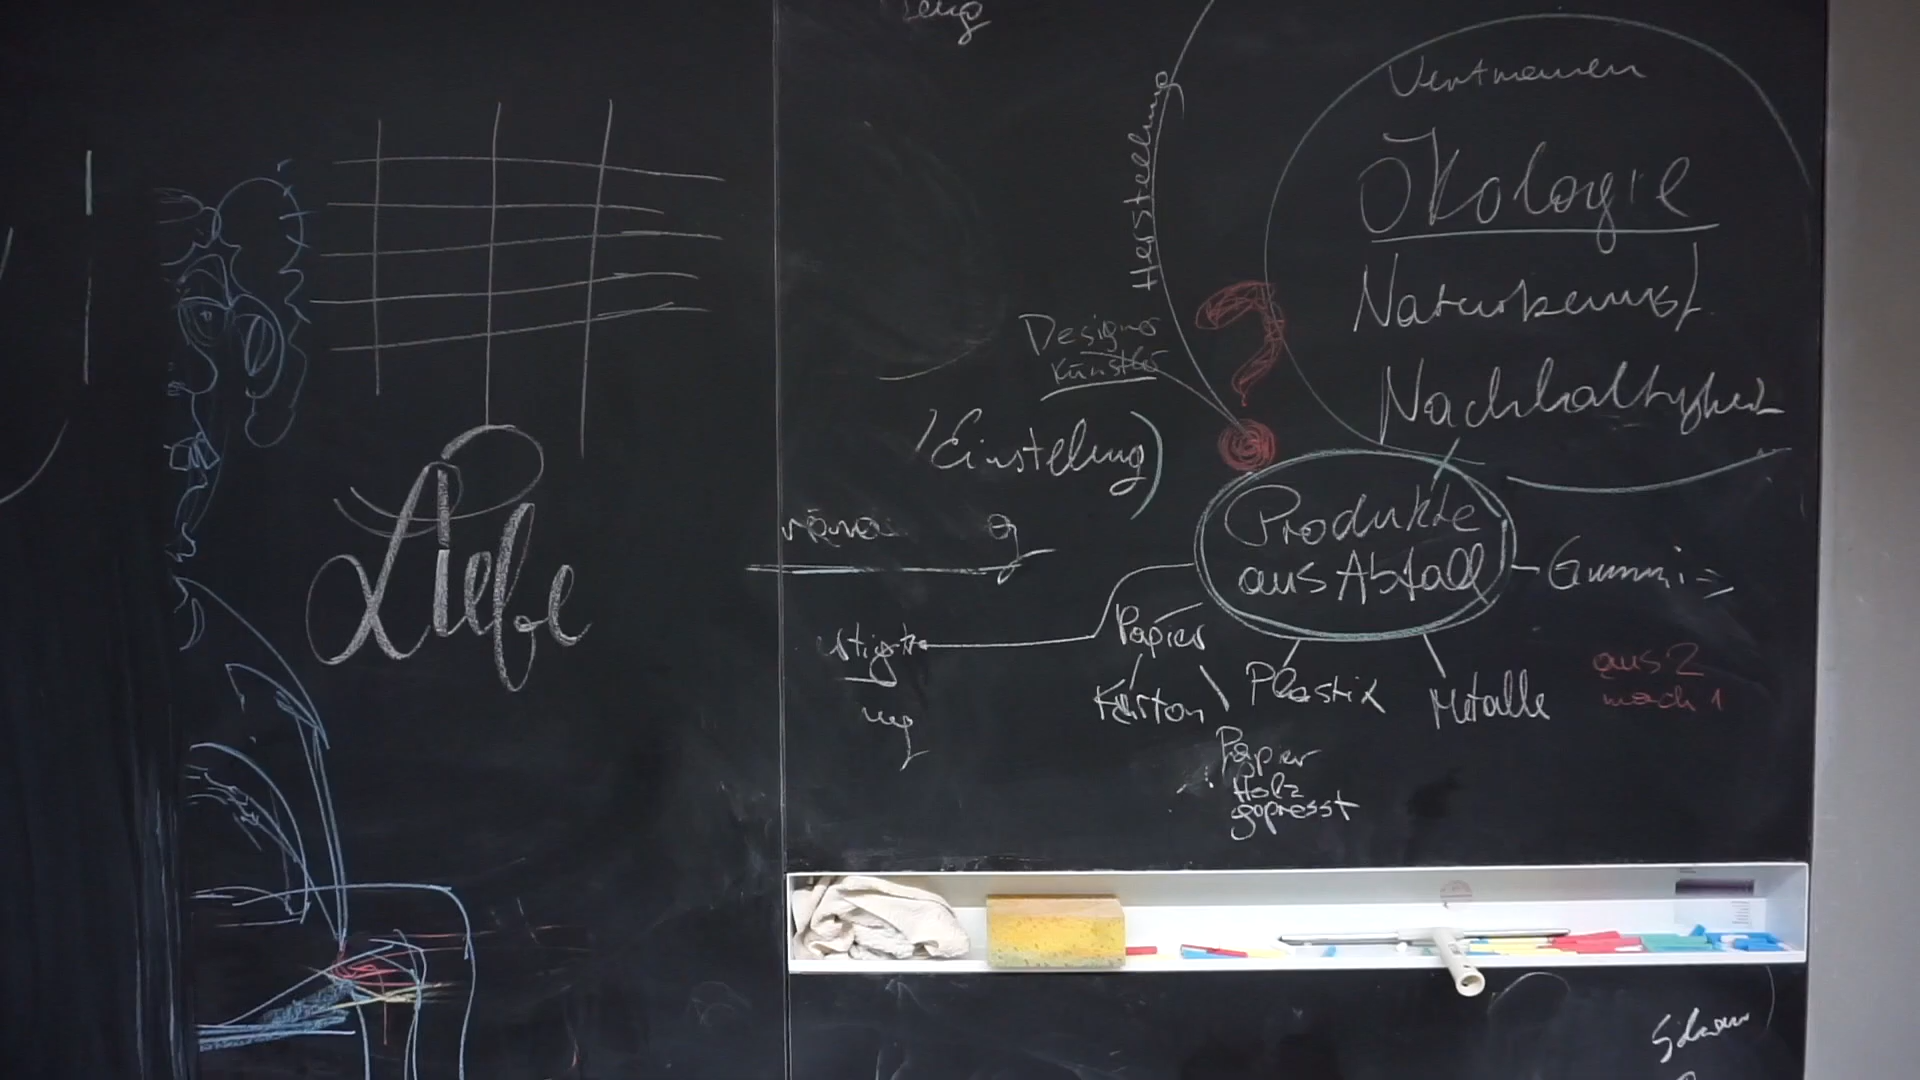 Liebe
Herstellung
Designer
Künstler
(Einstellung)
Vertrauen
Ökologie
Naturkunst
Nachhaltigkeit
Produkte
aus Abfall
Gummi
Papier
Karton
Plastik
Metalle
aus 2
mach 1
Papier
Holz
gepresst